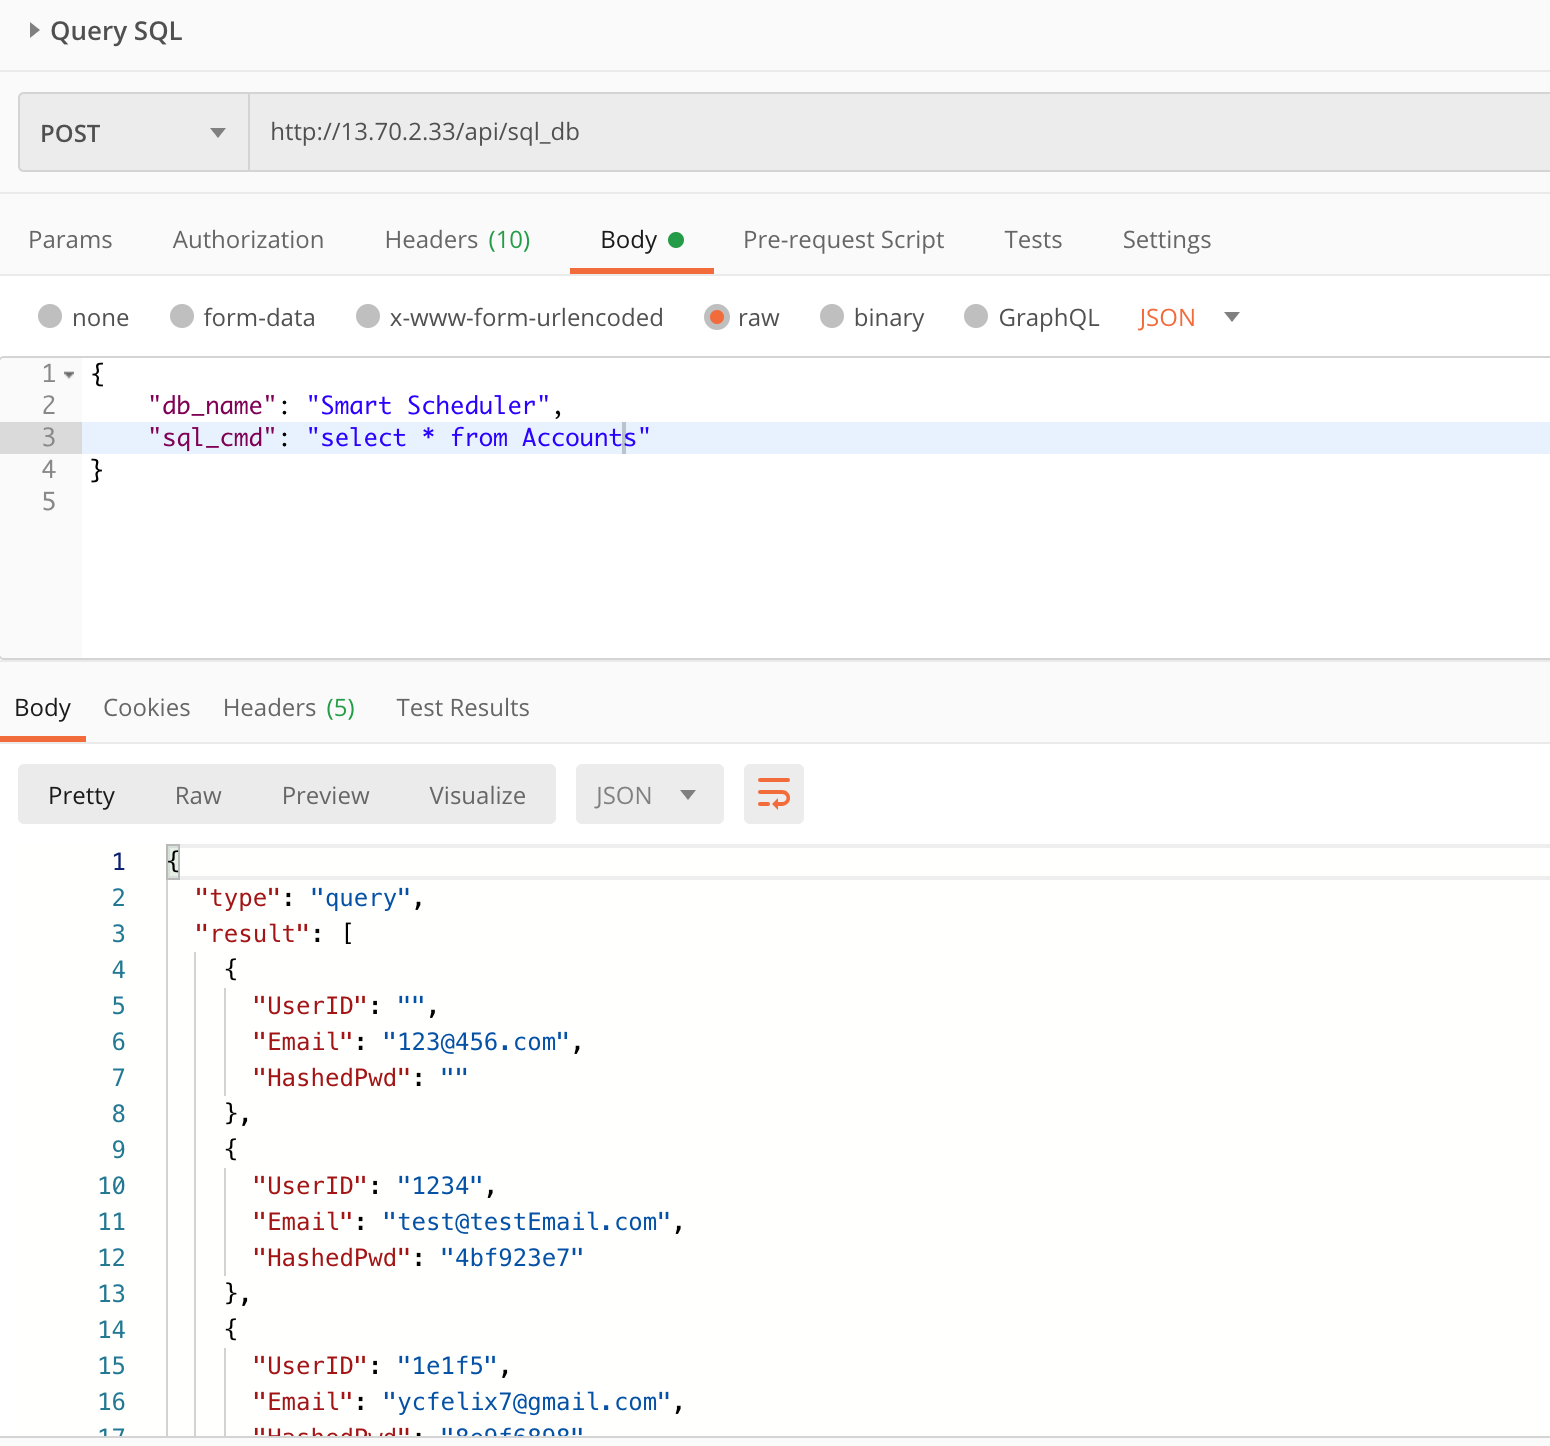 Query SQL
POST http://13.70.2.33/api/sql_db
Params Authorization Headers (10) Body Pre-request Script Tests Settings
none form-data x-www-form-urlencoded raw binary GraphQL JSON
1 {
2 "db_name": "Smart Scheduler",
3 "sql_cmd": "select * from Accounts"
4 }
5
Body Cookies Headers (5) Test Results
Pretty Raw Preview Visualize JSON
1 {
2 "type": "query",
3 "result": [
4 {
5 "UserID": "",
6 "Email": "123@456.com",
7 "HashedPwd": ""
8 },
9 {
10 "UserID": "1234",
11 "Email": "test@testEmail.com",
12 "HashedPwd": "4bf923e7"
13 },
14 {
15 "UserID": "1e1f5",
16 "Email": "ycfelix7@gmail.com",
17 "HashedPwd":